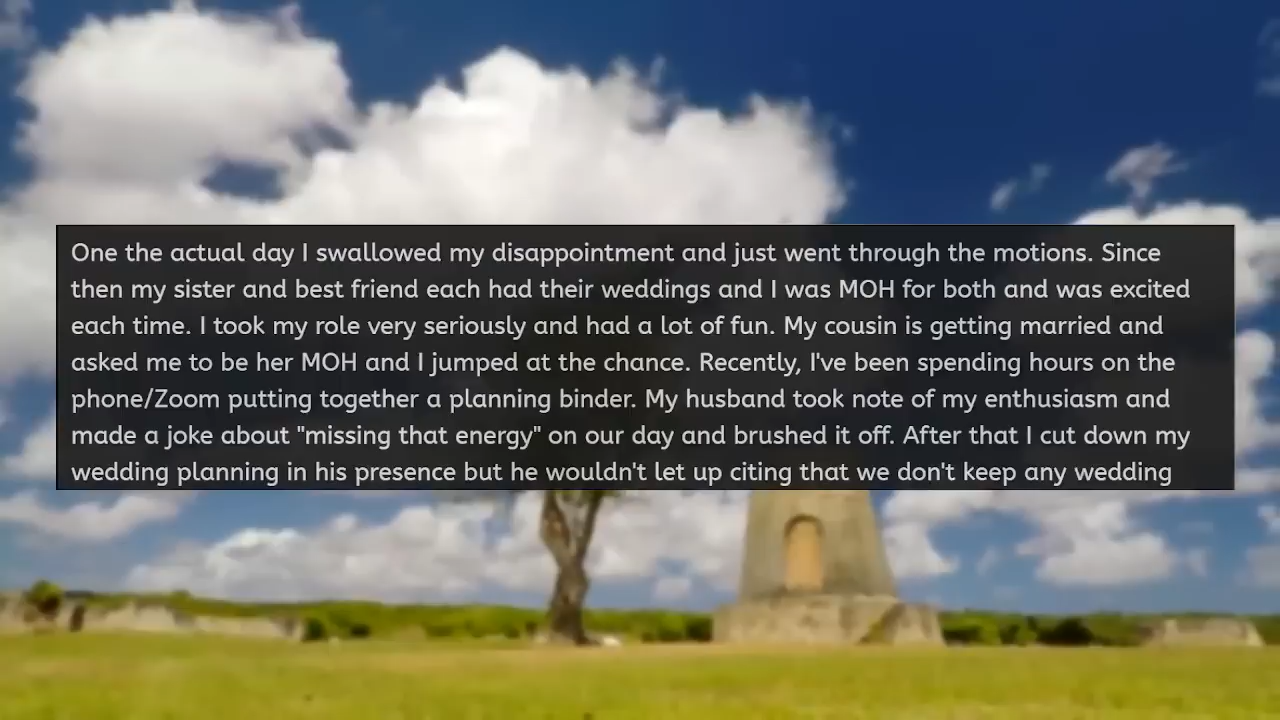 One the actual day I swallowed my disappointment and just went through the motions. Since
then my sister and best friend each had their weddings and I was MOH for both and was excited
each time. I took my role very seriously and had a lot of fun. My cousin is getting married and
asked me to be her MOH and I jumped at the chance. Recently, I've been spending hours on the
phone/Zoom putting together a planning binder. My husband took note of my enthusiasm and
made a joke about "missing that energy" on our day and brushed it off. After that I cut down my
wedding planning in his presence but he wouldn't let up citing that we don't keep any wedding